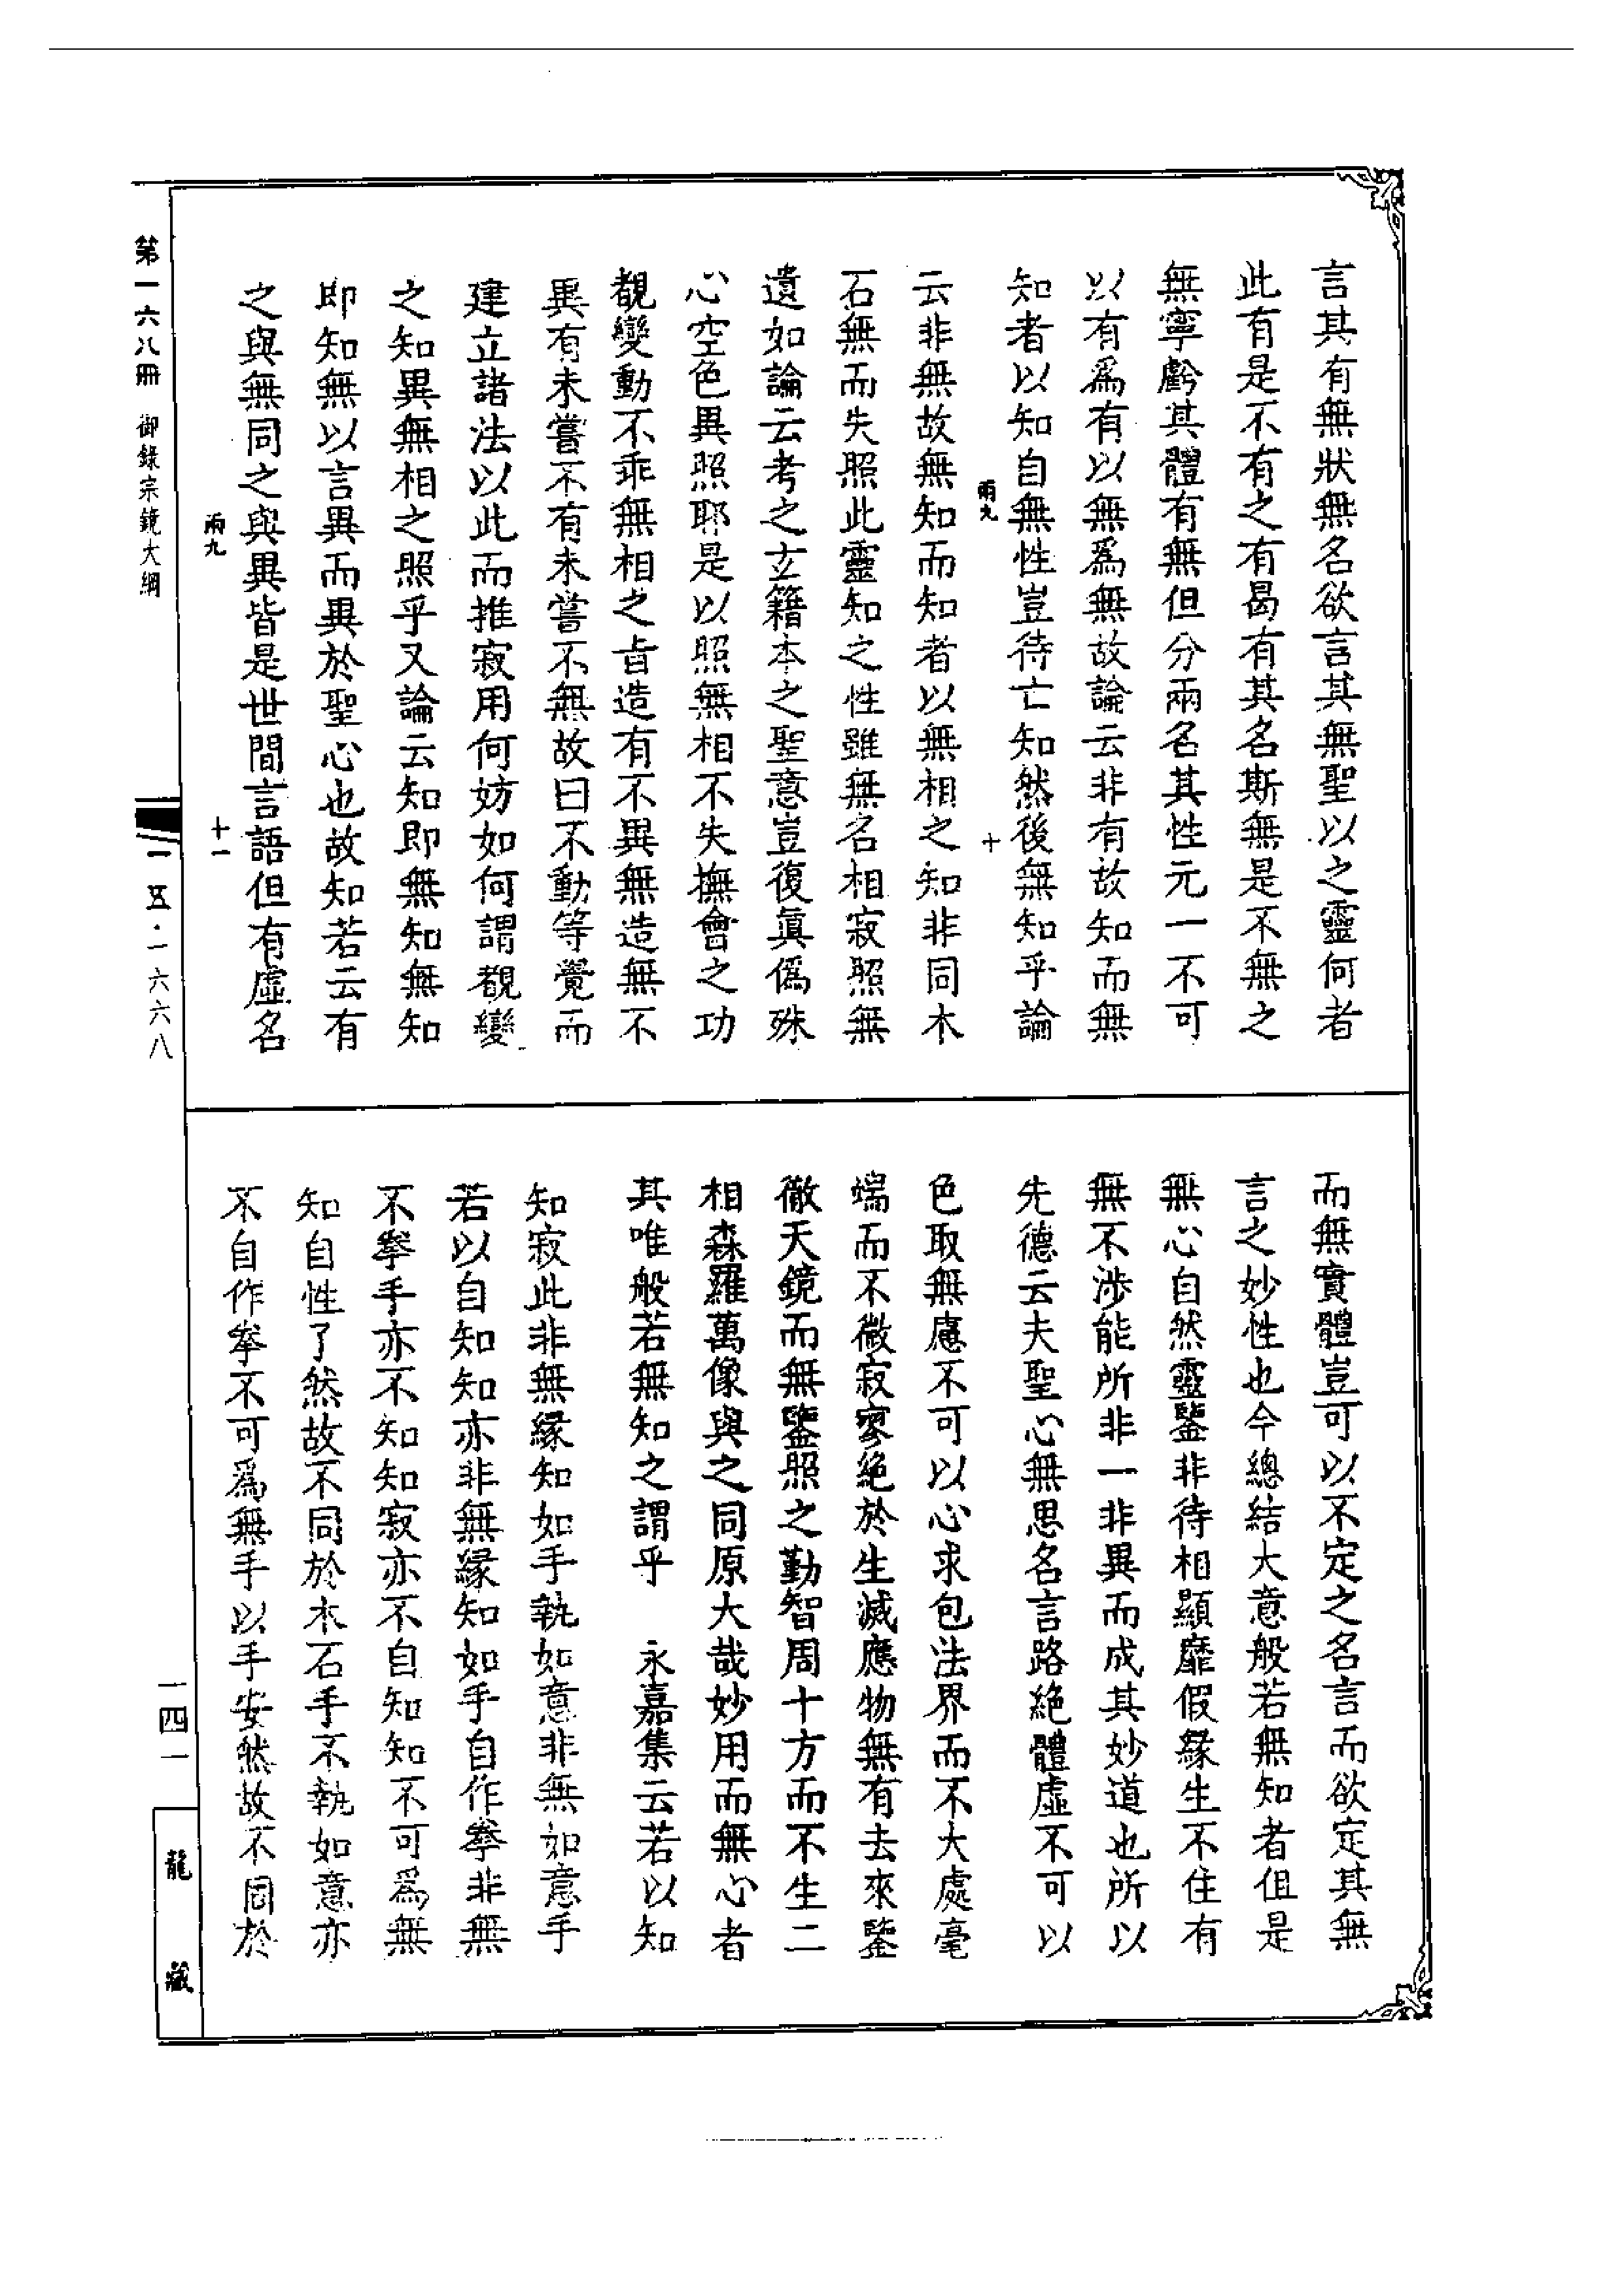 言其有無狀無名欲言其無聖以之靈何者
此有是不有之有曷有其名斯無是不無之
無寧虧其體有無但分兩名其性元一不可
以有爲有以無爲無故論云非有故知而無
知者以知自無性豈待亡知然後無知乎論
雨九
十
云非無故無知而知者以無相之知非同木
石無而失照此靈知之性雖無名相寂照無
遺如論云考之玄籍本之聖意豈復眞僞殊
心空色異照耶是以照無相不失撫會之功
覩變動不乖無相之旨造有不異無造無不
異有未嘗不有未嘗不無故曰不動等覺而
建立諸法以此而推寂用何妨如何謂覩變
之知異無相之照乎又論云知即無知無知
即知無以言異而異於聖心也故知若云有
之與無同之與異皆是世間言語但有虛名
雨九
十一
而無實體豈可以不定之名言而欲定其無
言之妙性也今總結大意般若無知者但是
無心自然靈鑒非待相顯靡假緣生不住有
無不涉能所非一非異而成其妙道也所以
先德云夫聖心無思名言路絕體虛不可以
色取無慮不可以心求包法界而不大處毫
端而不微寂寥絕於生滅應物無有去來鑒
徹天鏡而無鑒照之勤智周十方而不生二
相森羅萬像與之同原大哉妙用而無心者
其唯般若無知之謂乎　永嘉集云若以知
知寂此非無緣知如手執如意非無如意手
若以自知知亦非無緣知如手自作拳非無
不拳手亦不知知寂亦不自知知不可爲無
知自性了然故不同於木石手不執如意亦
不自作拳不可爲無手以手安然故不同於
第一六八冊　御錄宗鏡大綱
一五·一六六八
一四一
龍藏